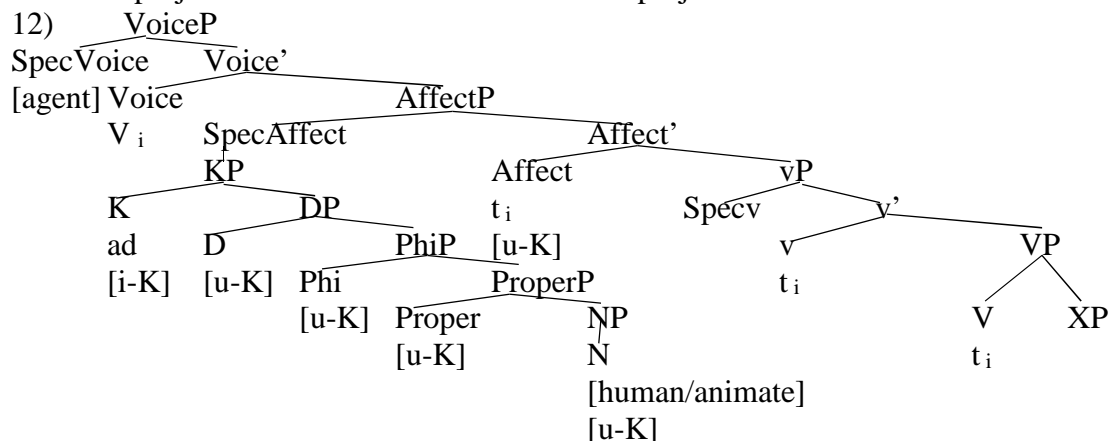 12) VoiceP
SpecVoice Voice’
[agent] Voice AffectP
V i SpecAffect Affect’
KP Affect vP
K DP t i Specv v’
ad D PhiP [u-K] v VP
[i-K] [u-K] Phi ProperP t i
[u-K] Proper NP V XP
[u-K] N t i
[human/animate]
[u-K]